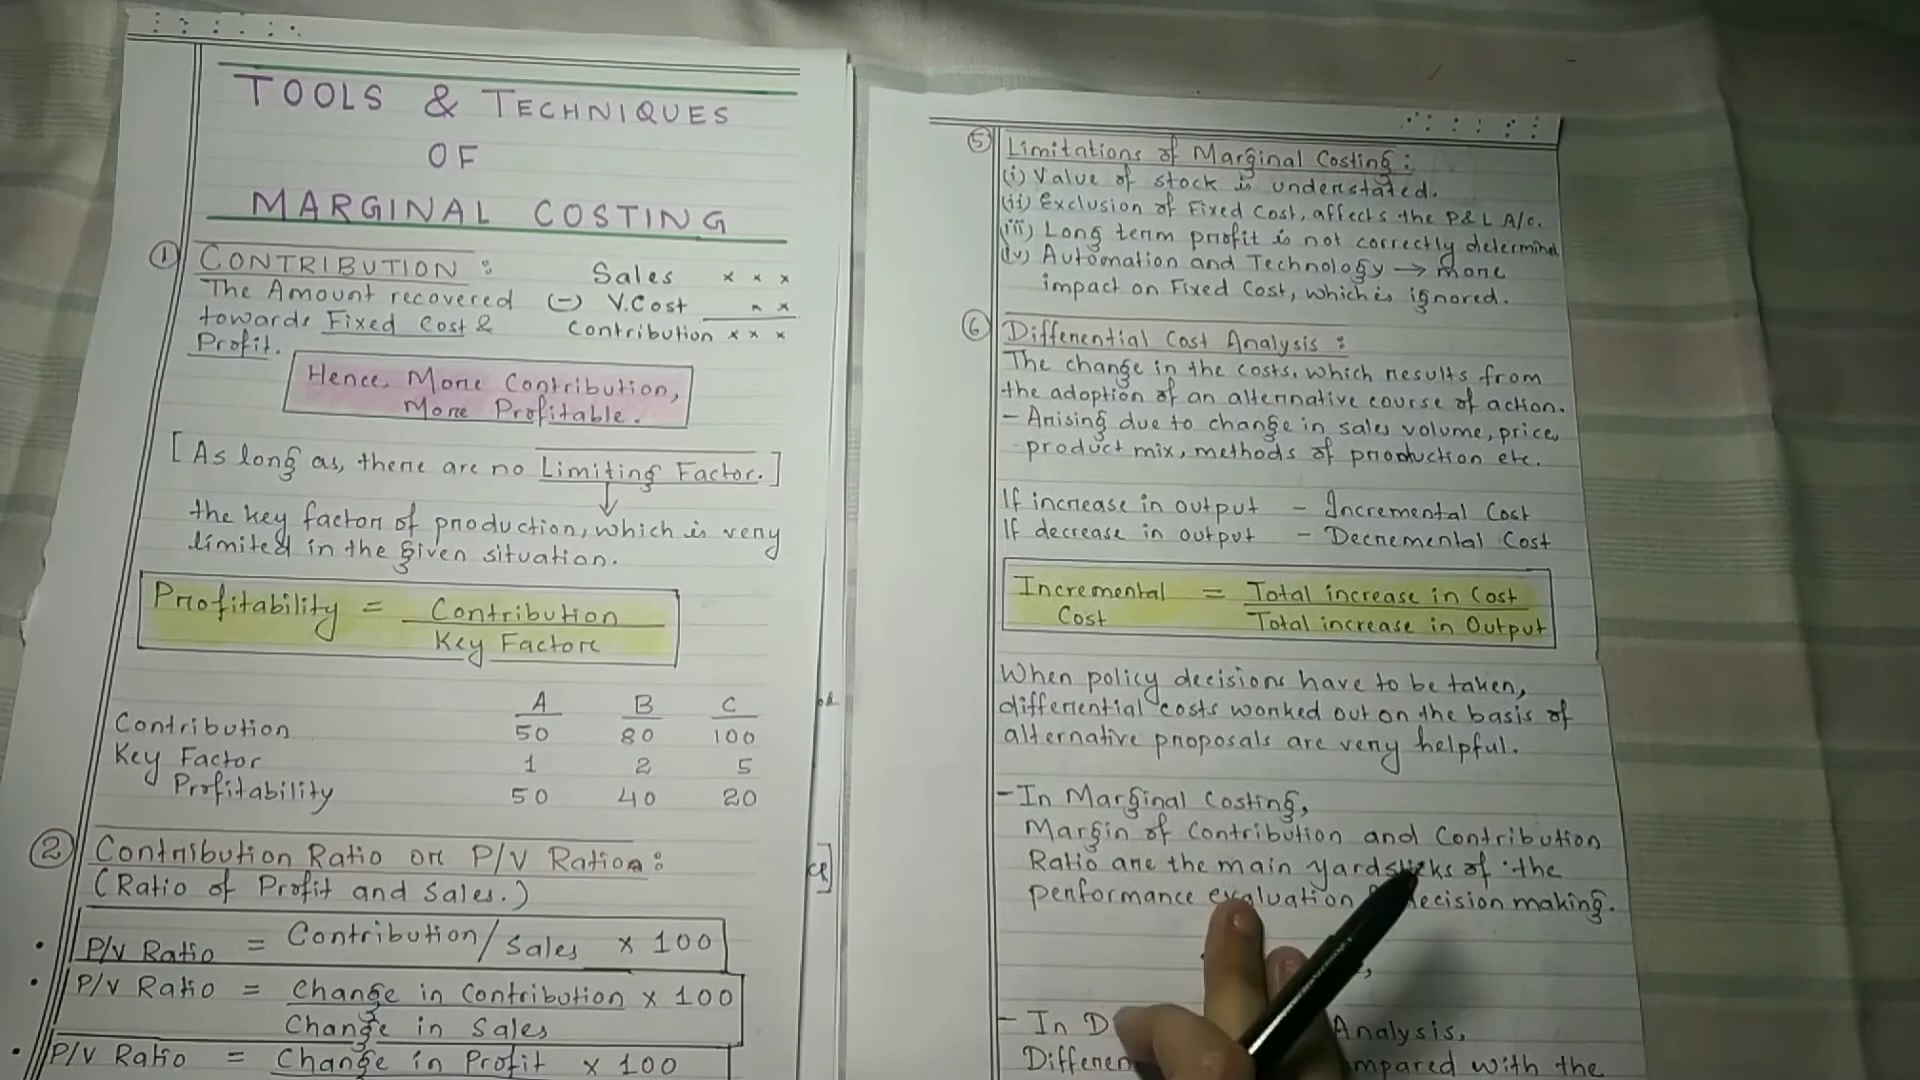 TOOLS & TECHNIQUES
OF
MARGINAL COSTING
① CONTRIBUTION :
The Amount recovered
towards Fixed Cost &
Profit.
Sales x x x
(-) V.Cost x x
Contribution x x x
Hence, More Contribution,
More Profitable.
[As long as, there are no Limiting Factor.]
the key factor of production, which is very
limited in the given situation.
Profitability = Contribution
Key Factor
A B C
Contribution 50 80 100
Key Factor 1 2 5
Profitability 50 40 20
② Contribution Ratio or P/V Ratio :
(Ratio of Profit and Sales.)
• P/V Ratio = Contribution/Sales x 100
• P/V Ratio = Change in Contribution x 100
Change in Sales
• P/V Ratio = Change in Profit x 100
⑤ Limitations of Marginal Costing :
(i) Value of stock is understated.
(ii) Exclusion of Fixed Cost, affects the P&L A/c.
(iii) Long term profit is not correctly determind
(iv) Automation and Technology → more
impact on Fixed Cost, which is ignored.
⑥ Differential Cost Analysis :
The change in the costs, which results from
the adoption of an alternative course of action.
- Arising due to change in sales volume, price,
product mix, methods of production etc.
If increase in output - Incremental Cost
If decrease in output - Decremental Cost
Incremental Cost = Total increase in Cost
Total increase in Output
When policy decisions have to be taken,
differential costs worked out on the basis of
alternative proposals are very helpful.
- In Marginal Costing,
Margin of Contribution and Contribution
Ratio are the main yardsticks of the
performance evaluation decision making.
- In D Analysis,
Differen mpared with the